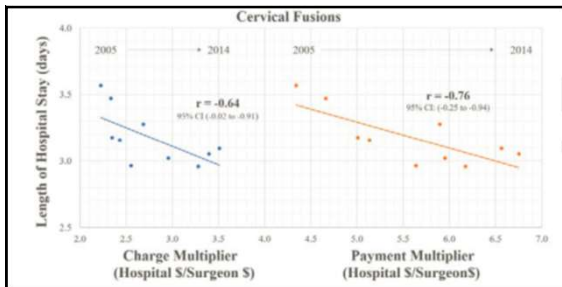 Cervical Fusions
2005 2014 2005 2014
Length of Hospital Stay (days)
4.0
3.5
3.0
2.5
r = -0.64
95% CI (-0.02 to -0.91)
r = -0.76
95% CI: (-0.25 to -0.94)
2.0 2.5 3.0 3.5 4.0 4.5 5.0 5.5 6.0 6.5 7.0
Charge Multiplier
(Hospital $/Surgeon $)
Payment Multiplier
(Hospital $/Surgeon$)